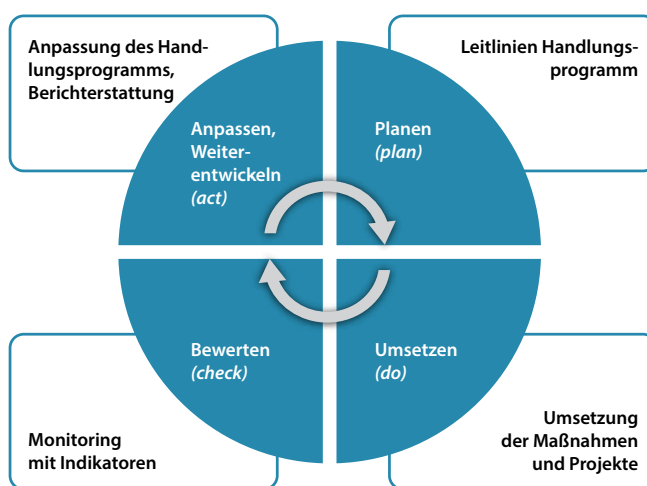 Anpassung des Hand-
lungsprogramms,
Berichterstattung
Leitlinien Handlungs-
programm
Anpassen,
Weiter-
entwickeln
(act)
Planen
(plan)
Bewerten
(check)
Umsetzen
(do)
Monitoring
mit Indikatoren
Umsetzung
der Maßnahmen
und Projekte